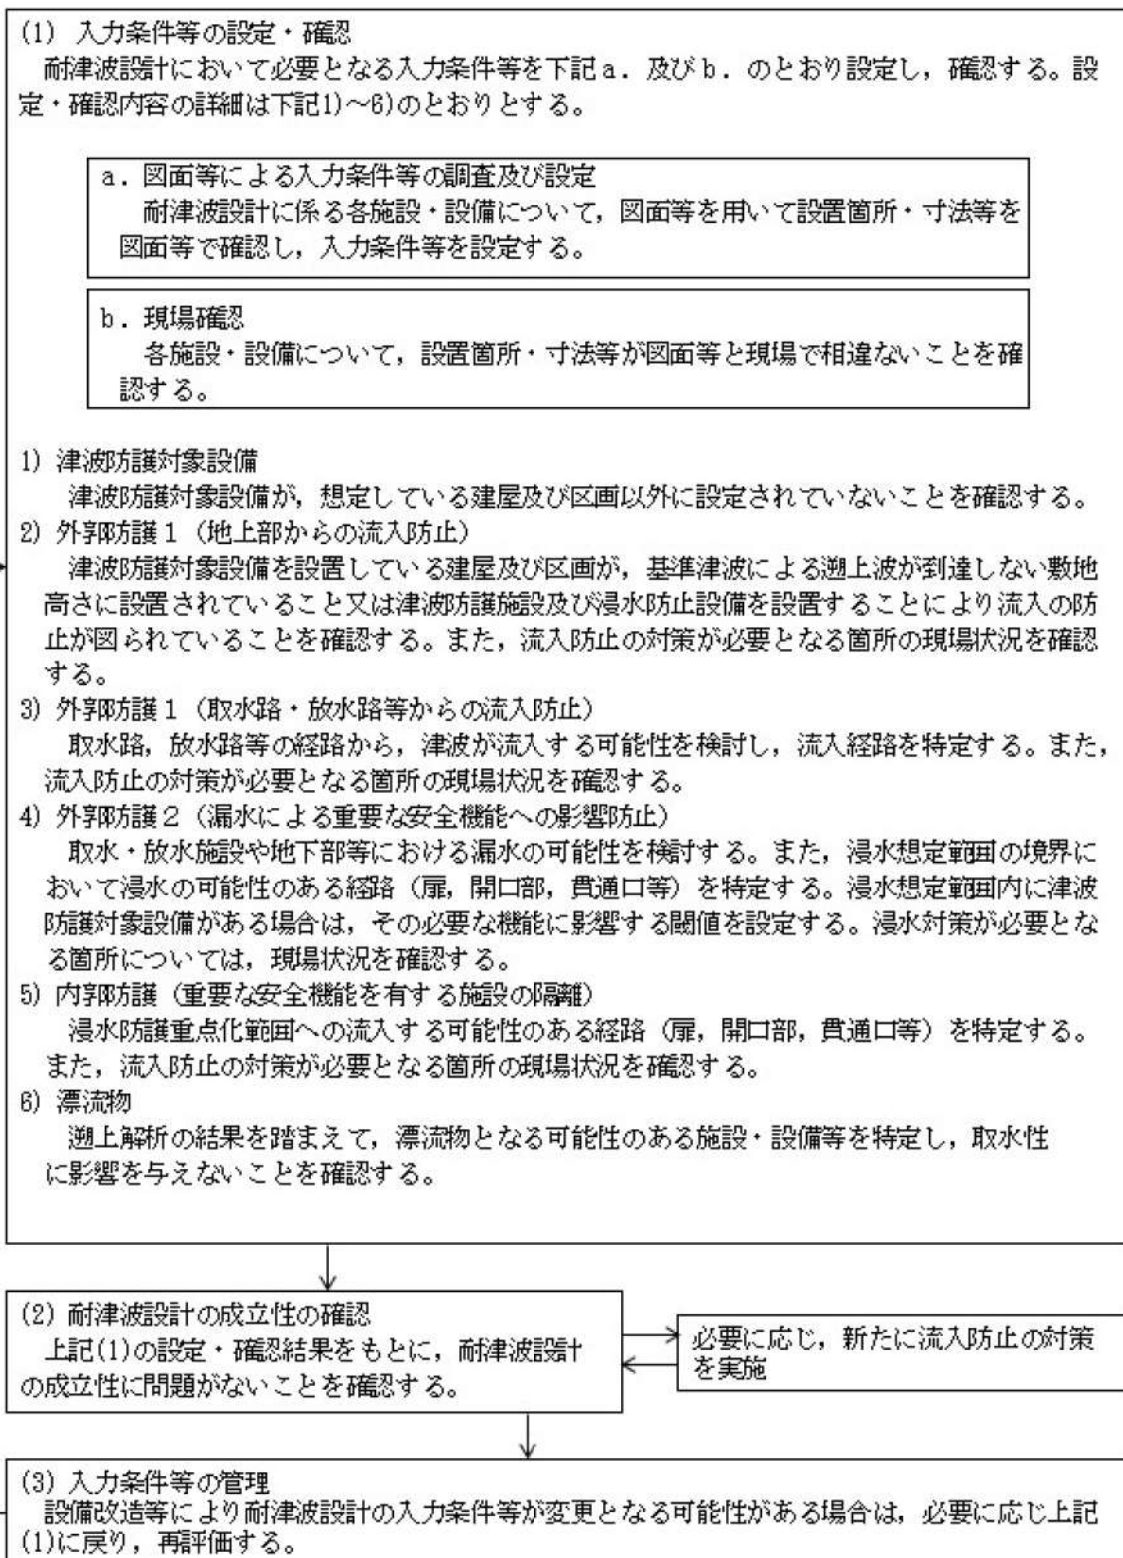 (1) 入力条件等の設定・確認
耐津波設計において必要となる入力条件等を下記a．及びb．のとおり設定し，確認する。設
定・確認内容の詳細は下記1)～6)のとおりとする。
a．図面等による入力条件等の調査及び設定
耐津波設計に係る各施設・設備について，図面等を用いて設置箇所・寸法等を
図面等で確認し，入力条件等を設定する。
b．現場確認
各施設・設備について，設置箇所・寸法等が図面等と現場で相違ないことを確
認する。
1) 津波防護対象設備
津波防護対象設備が，想定している建屋及び区画以外に設定されていないことを確認する。
2) 外郭防護１（地上部からの流入防止）
津波防護対象設備を設置している建屋及び区画が，基準津波による遡上波が到達しない敷地
高さに設置されていること又は津波防護施設及び浸水防止設備を設置することにより流入の防
止が図られていることを確認する。また，流入防止の対策が必要となる箇所の現場状況を確認
する。
3) 外郭防護１（取水路・放水路等からの流入防止）
取水路，放水路等の経路から，津波が流入する可能性を検討し，流入経路を特定する。また，
流入防止の対策が必要となる箇所の現場状況を確認する。
4) 外郭防護２（漏水による重要な安全機能への影響防止）
取水・放水施設や地下部等における漏水の可能性を検討する。また，浸水想定範囲の境界に
おいて浸水の可能性のある経路（扉，開口部，貫通口等）を特定する。浸水想定範囲内に津波
防護対象設備がある場合は，その必要な機能に影響する閾値を設定する。浸水対策が必要とな
る箇所については，現場状況を確認する。
5) 内郭防護（重要な安全機能を有する施設の隔離）
浸水防護重点化範囲への流入する可能性のある経路（扉，開口部，貫通口等）を特定する。
また，流入防止の対策が必要となる箇所の現場状況を確認する。
6) 漂流物
遡上解析の結果を踏まえて，漂流物となる可能性のある施設・設備等を特定し，取水性
に影響を与えないことを確認する。
(2) 耐津波設計の成立性の確認
上記(1)の設定・確認結果をもとに，耐津波設計
の成立性に問題がないことを確認する。
必要に応じ，新たに流入防止の対策
を実施
(3) 入力条件等の管理
設備改造等により耐津波設計の入力条件等が変更となる可能性がある場合は，必要に応じ上記
(1)に戻り，再評価する。